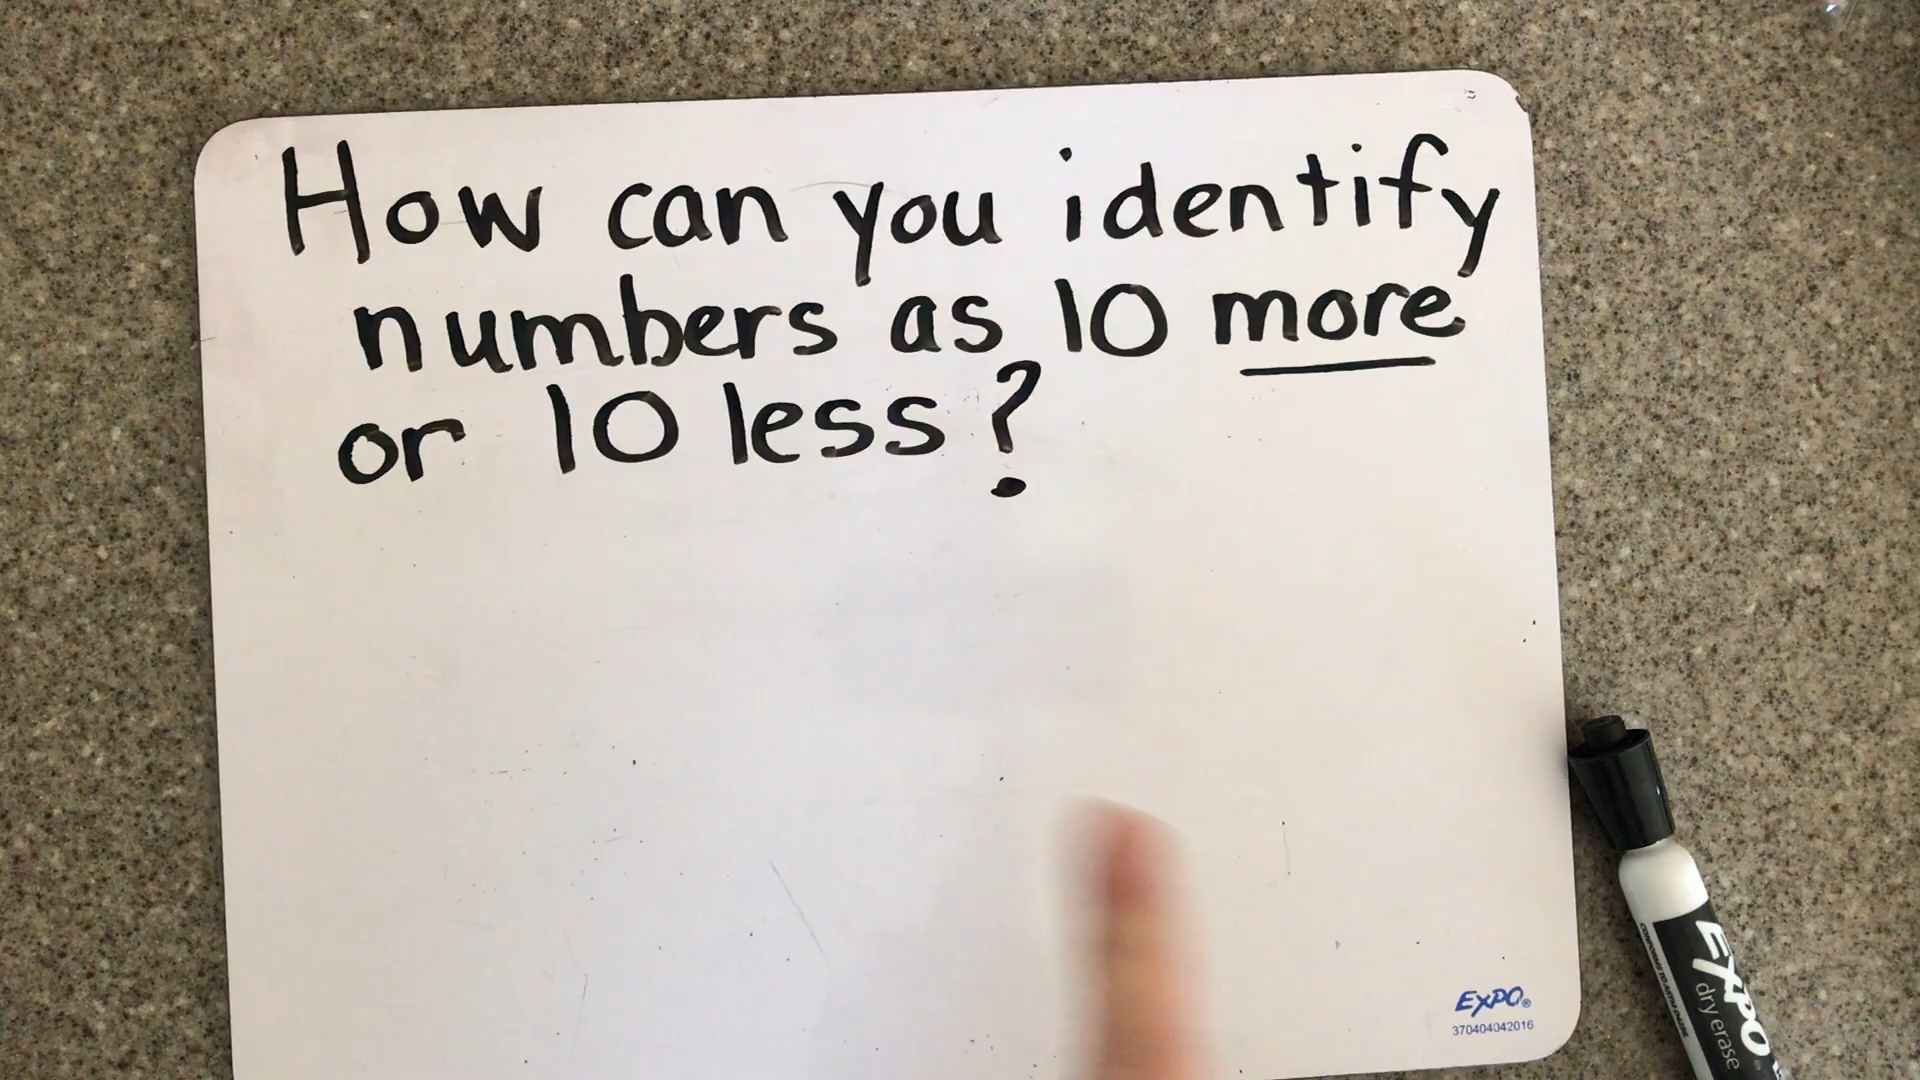 How can you identify
numbers as 10 more
or 10 less?
EXPO®
370404042016
EXPO
dry erase